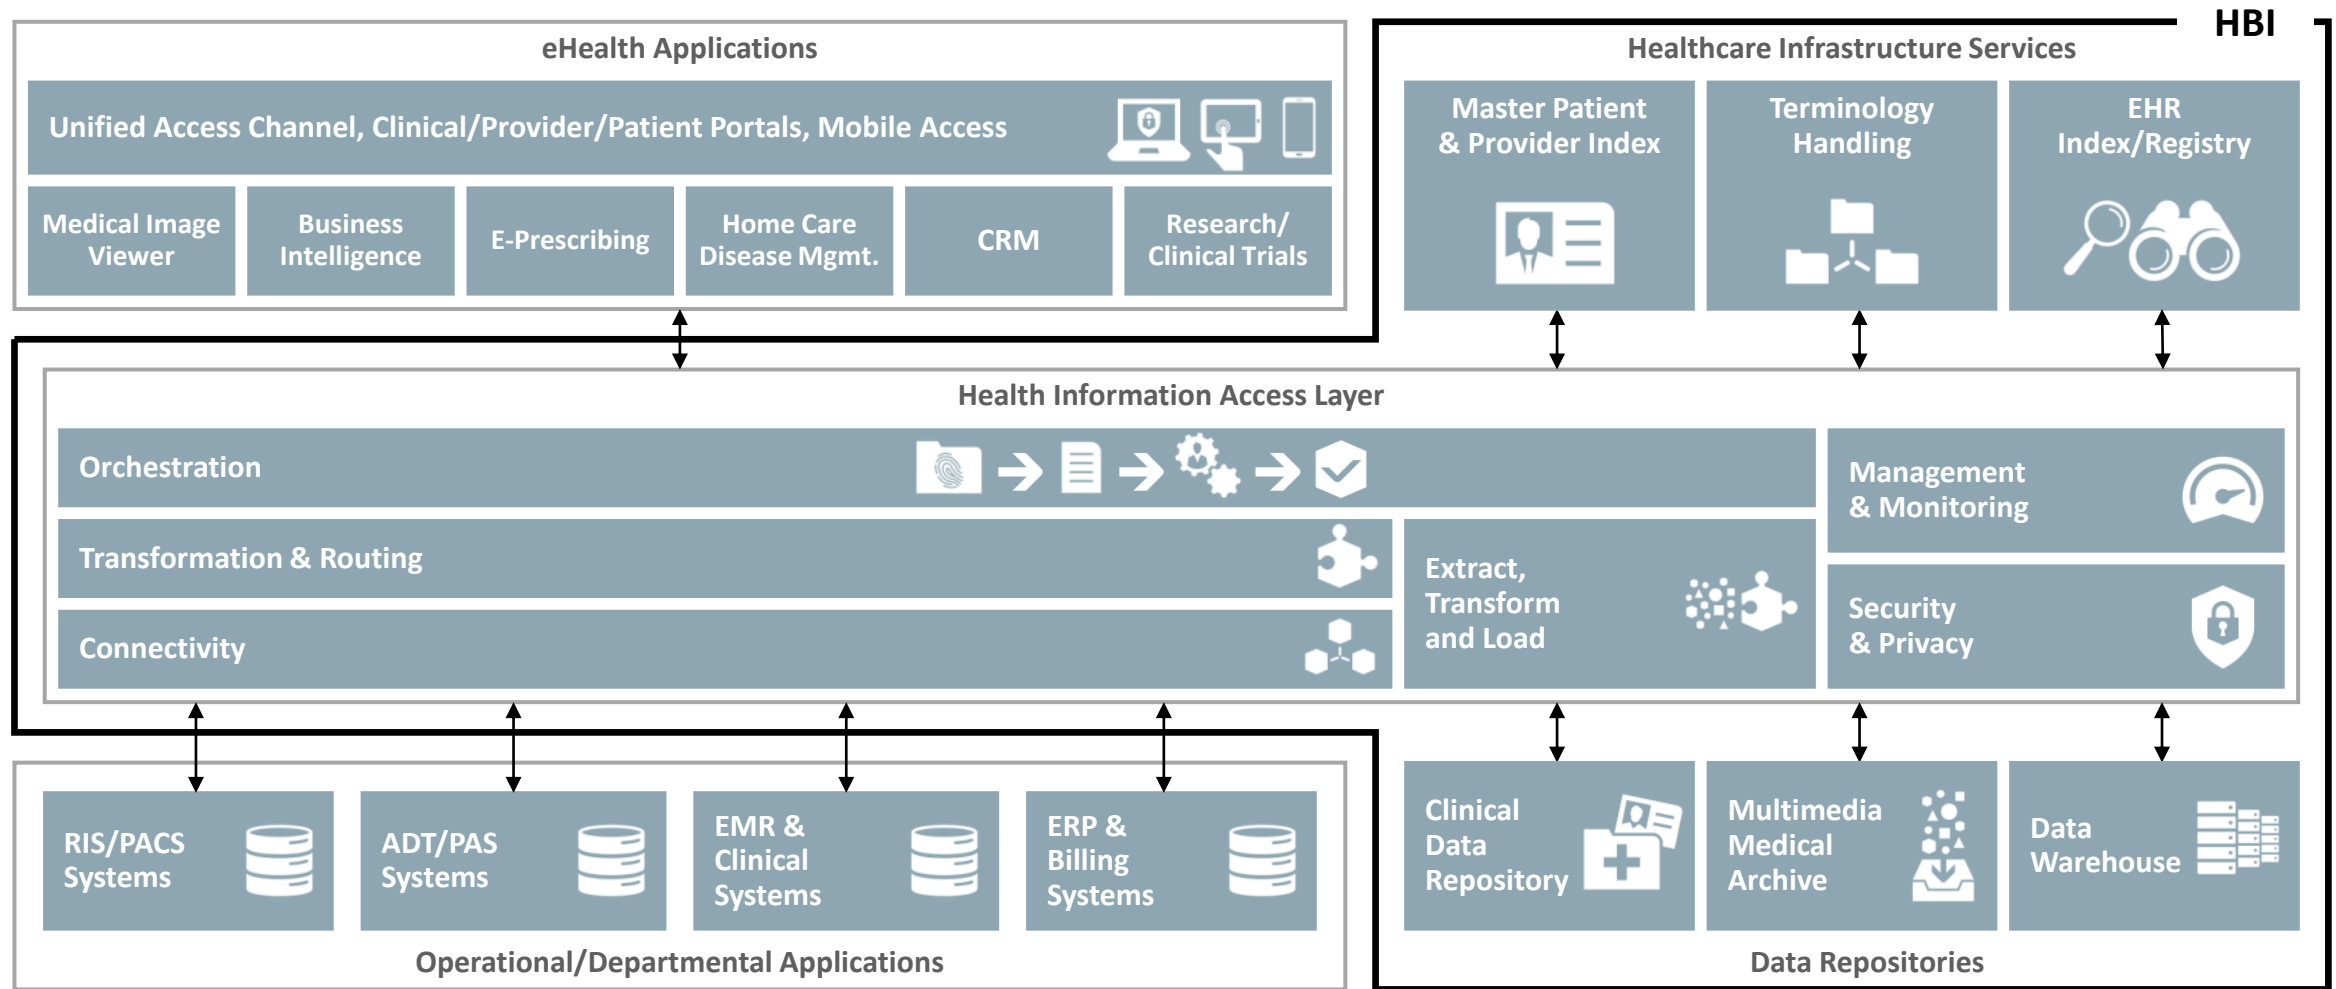 HBI
eHealth Applications
Unified Access Channel, Clinical/Provider/Patient Portals, Mobile Access
Medical Image
Viewer
Business
Intelligence
E-Prescribing
Home Care
Disease Mgmt.
CRM
Research/
Clinical Trials
Healthcare Infrastructure Services
Master Patient
& Provider Index
Terminology
Handling
EHR
Index/Registry
Health Information Access Layer
Orchestration
Transformation & Routing
Connectivity
Extract,
Transform
and Load
Management
& Monitoring
Security
& Privacy
RIS/PACS
Systems
ADT/PAS
Systems
EMR &
Clinical
Systems
ERP &
Billing
Systems
Operational/Departmental Applications
Clinical
Data
Repository
Multimedia
Medical
Archive
Data
Warehouse
Data Repositories